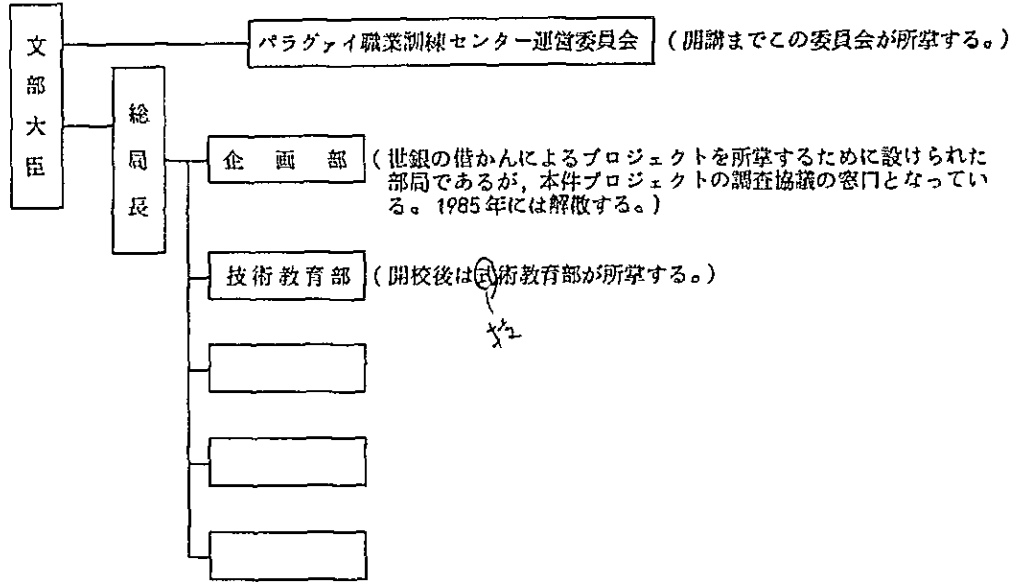 文部大臣
パラグァイ職業訓練センター運営委員会 (開講までこの委員会が所掌する。)
総局長
企画部 (世銀の借かんによるプロジェクトを所掌するために設けられた
部局であるが,本件プロジェクトの調査協議の窓口となってい
る。1985年には解散する。)
技術教育部 (開校後は式術教育部が所掌する。)
技